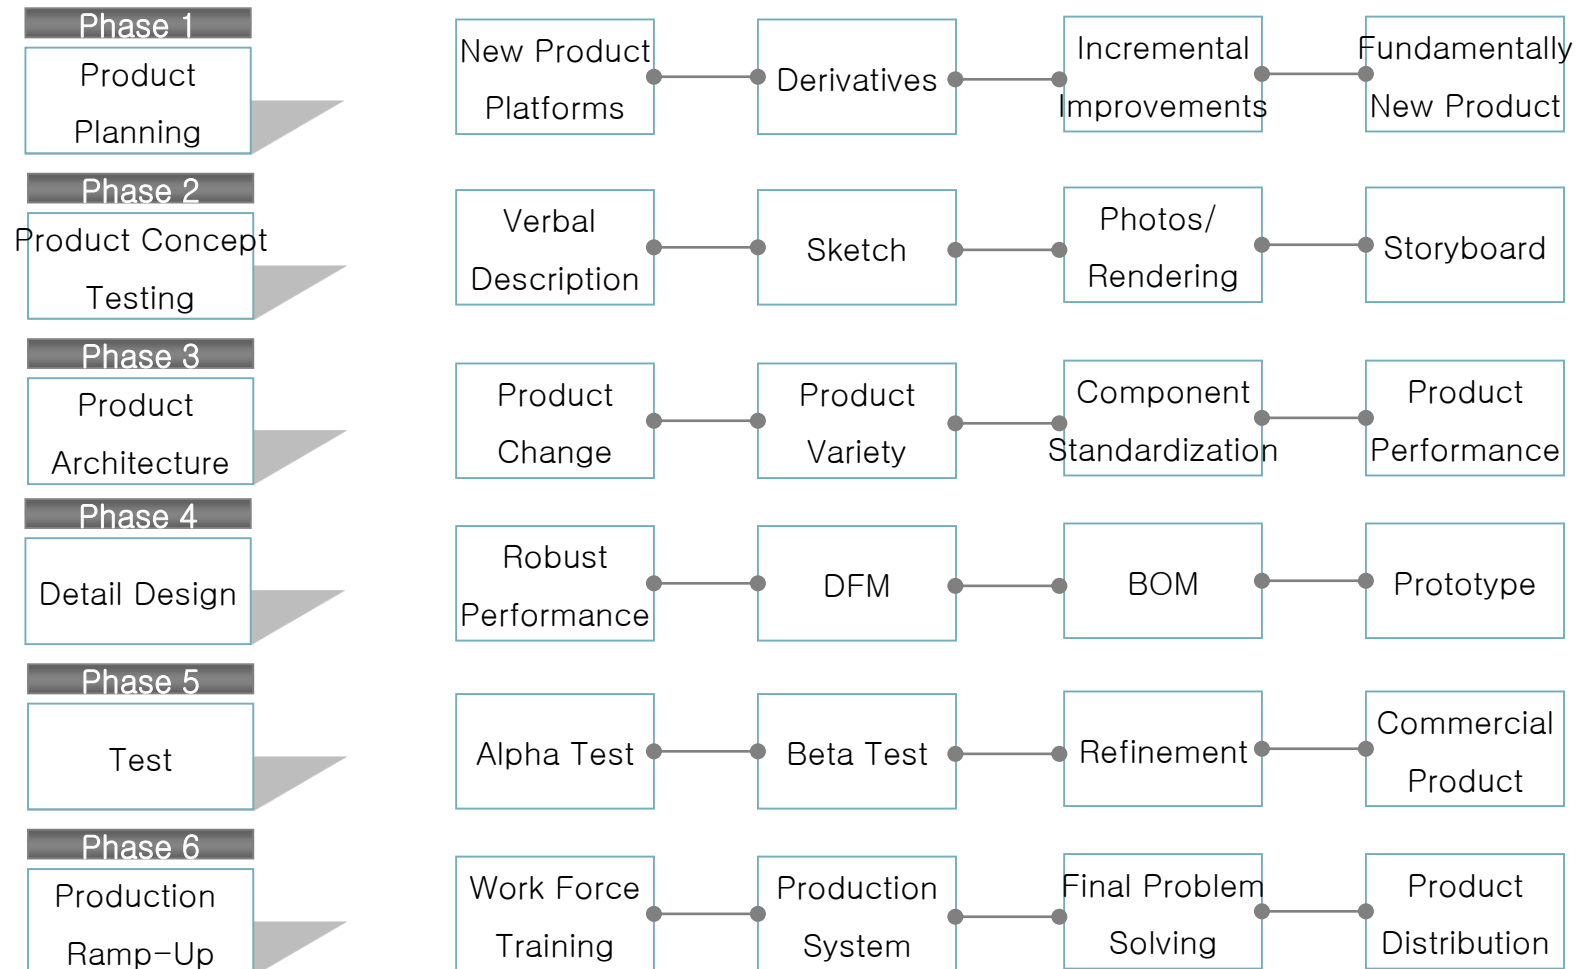 Phase 1
Product
Planning
New Product
Platforms
Derivatives
Incremental
Improvements
Fundamentally
New Product
Phase 2
Product Concept
Testing
Verbal
Description
Sketch
Photos/
Rendering
Storyboard
Phase 3
Product
Architecture
Product
Change
Product
Variety
Component
Standardization
Product
Performance
Phase 4
Detail Design
Robust
Performance
DFM
BOM
Prototype
Phase 5
Test
Alpha Test
Beta Test
Refinement
Commercial
Product
Phase 6
Production
Ramp-Up
Work Force
Training
Production
System
Final Problem
Solving
Product
Distribution